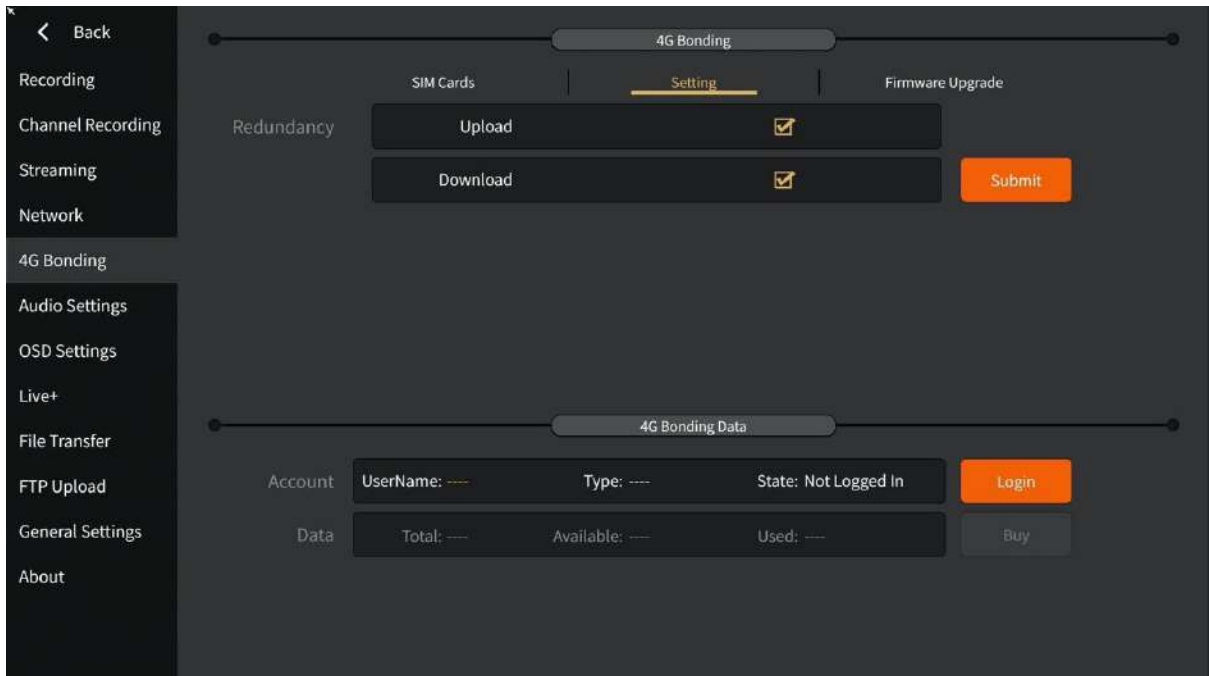 Back
Recording
Channel Recording
Streaming
Network
4G Bonding
Audio Settings
OSD Settings
Live+
File Transfer
FTP Upload
General Settings
About
4G Bonding
SIM Cards Setting Firmware Upgrade
Redundancy Upload
Download Submit
4G Bonding Data
Account UserName: ---- Type: ---- State: Not Logged In Login
Data Total: ---- Available: ---- Used: ---- Buy